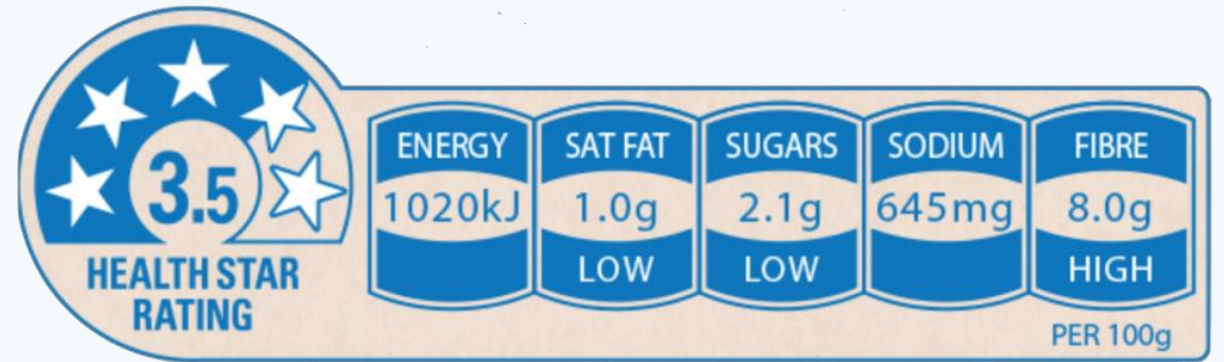 3.5
HEALTH STAR
RATING
ENERGY
1020kJ
SAT FAT
1.0g
LOW
SUGARS
2.1g
LOW
SODIUM
645mg
FIBRE
8.0g
HIGH
PER 100g